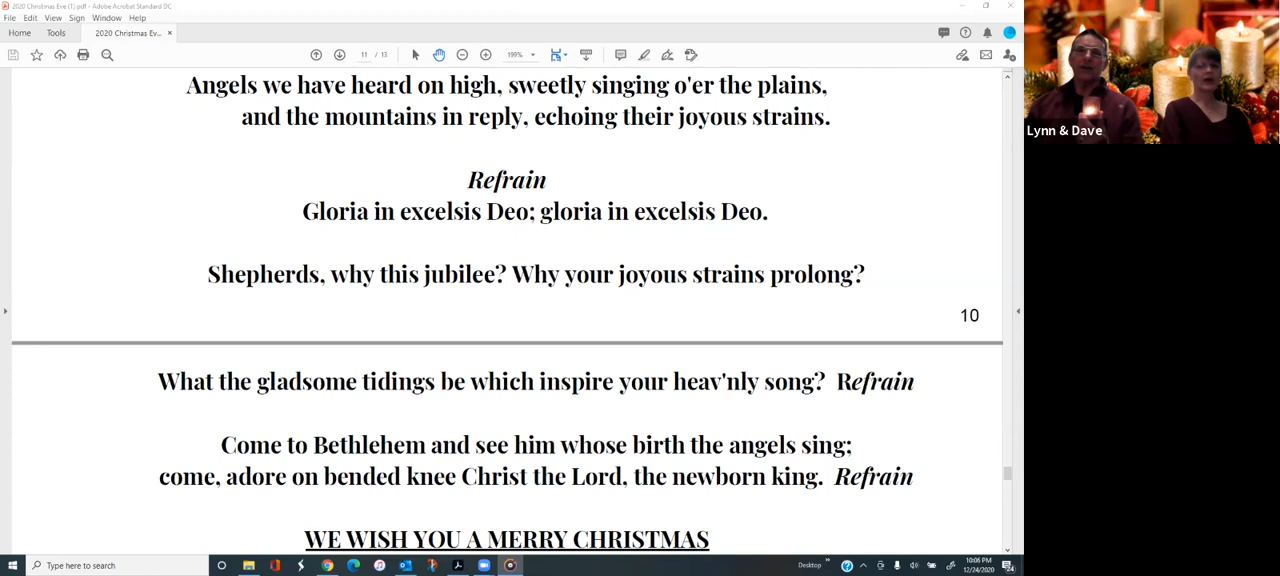 2020 Christmas Eve (1).pdf - Adobe Acrobat Standard DC
File Edit View Sign Window Help
Home Tools 2020 Christmas Ev... ×
11 / 13 199%
Angels we have heard on high, sweetly singing o'er the plains,
and the mountains in reply, echoing their joyous strains.
Refrain
Gloria in excelsis Deo; gloria in excelsis Deo.
Shepherds, why this jubilee? Why your joyous strains prolong?
10
What the gladsome tidings be which inspire your heav'nly song? Refrain
Come to Bethlehem and see him whose birth the angels sing;
come, adore on bended knee Christ the Lord, the newborn king. Refrain
WE WISH YOU A MERRY CHRISTMAS
Lynn & Dave
Type here to search
Desktop
10:06 PM
12/24/2020
24